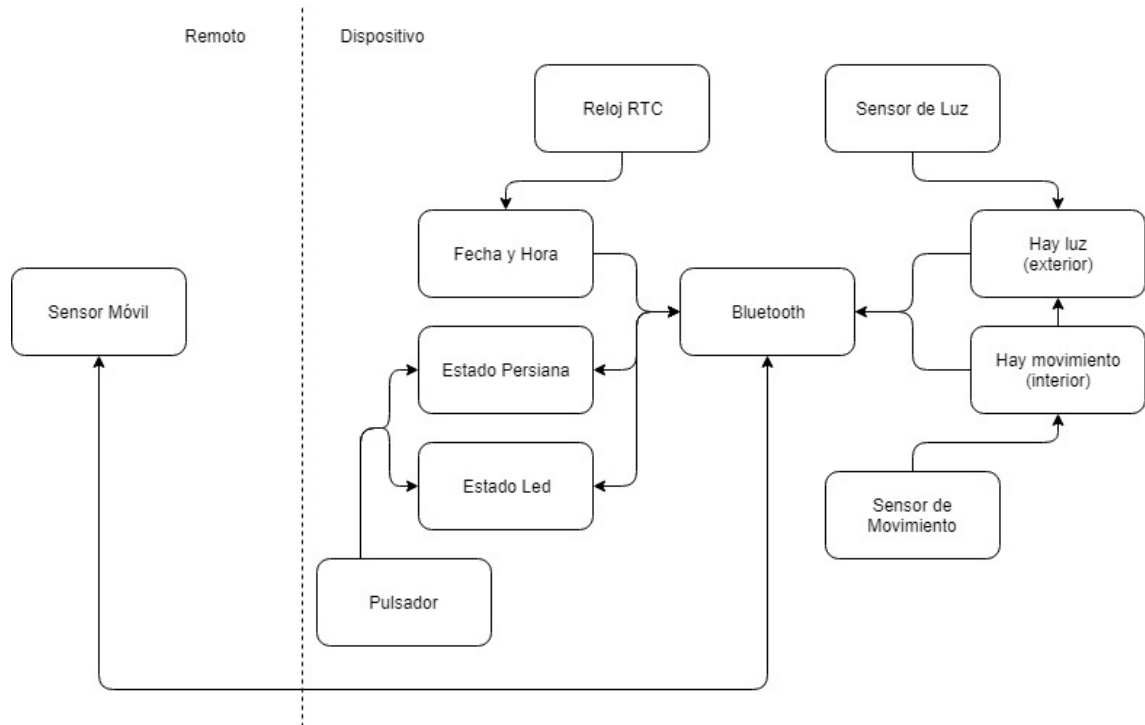 Remoto
Dispositivo
Reloj RTC
Sensor de Luz
Fecha y Hora
Hay luz
(exterior)
Sensor Móvil
Bluetooth
Estado Persiana
Hay movimiento
(interior)
Estado Led
Sensor de
Movimiento
Pulsador